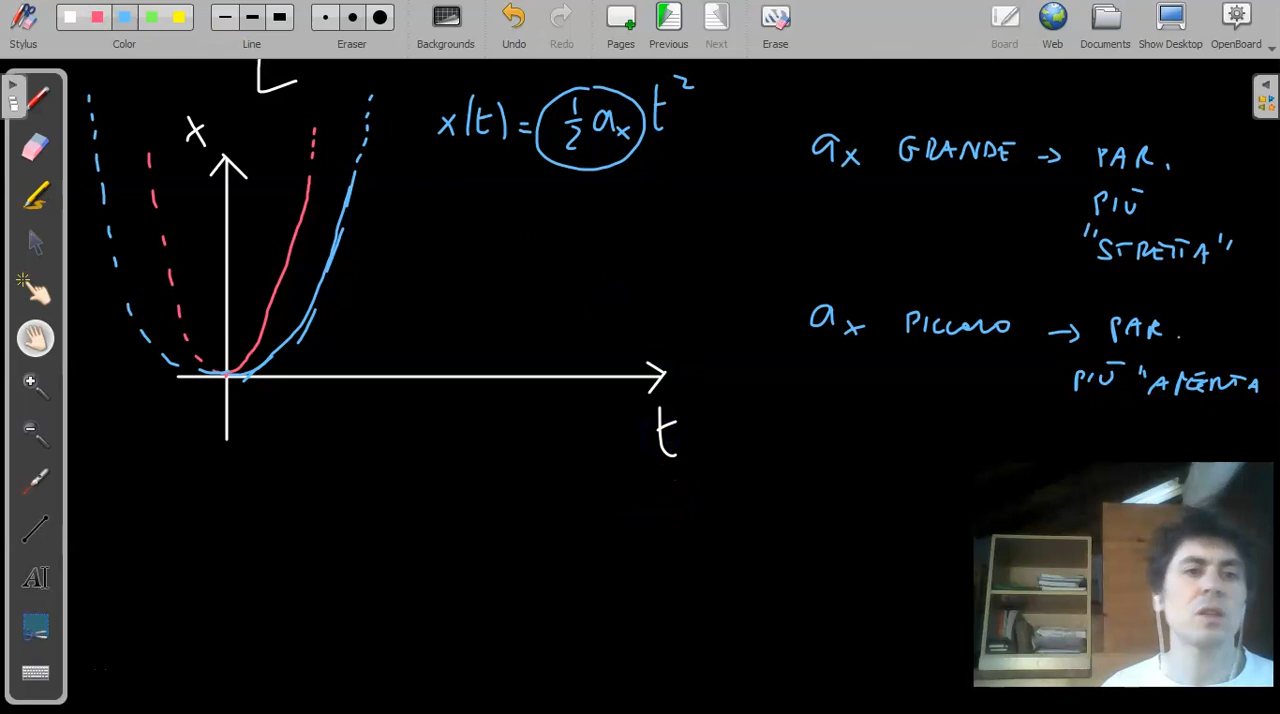 Stylus
Color
Line
Eraser
Backgrounds
Undo
Redo
Pages
Previous
Next
Erase
Board
Web
Documents
Show Desktop
OpenBoard
x
x(t) = 1/2 aₓ t²
t
aₓ GRANDE → PAR.
PIÙ
"STRETTA"
aₓ PICCOLO → PAR.
PIÙ "APERTA
AI